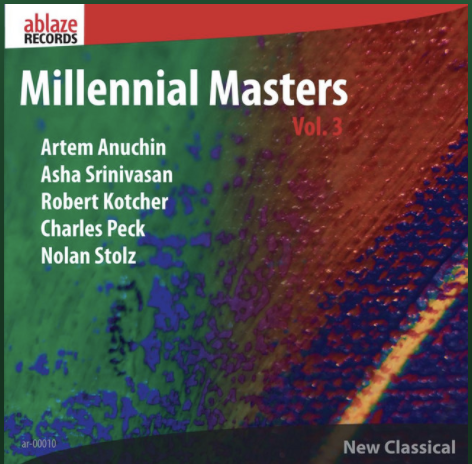 ablaze
RECORDS
Millennial Masters
Vol. 3
Artem Anuchin
Asha Srinivasan
Robert Kotcher
Charles Peck
Nolan Stolz
ar-00010
New Classical